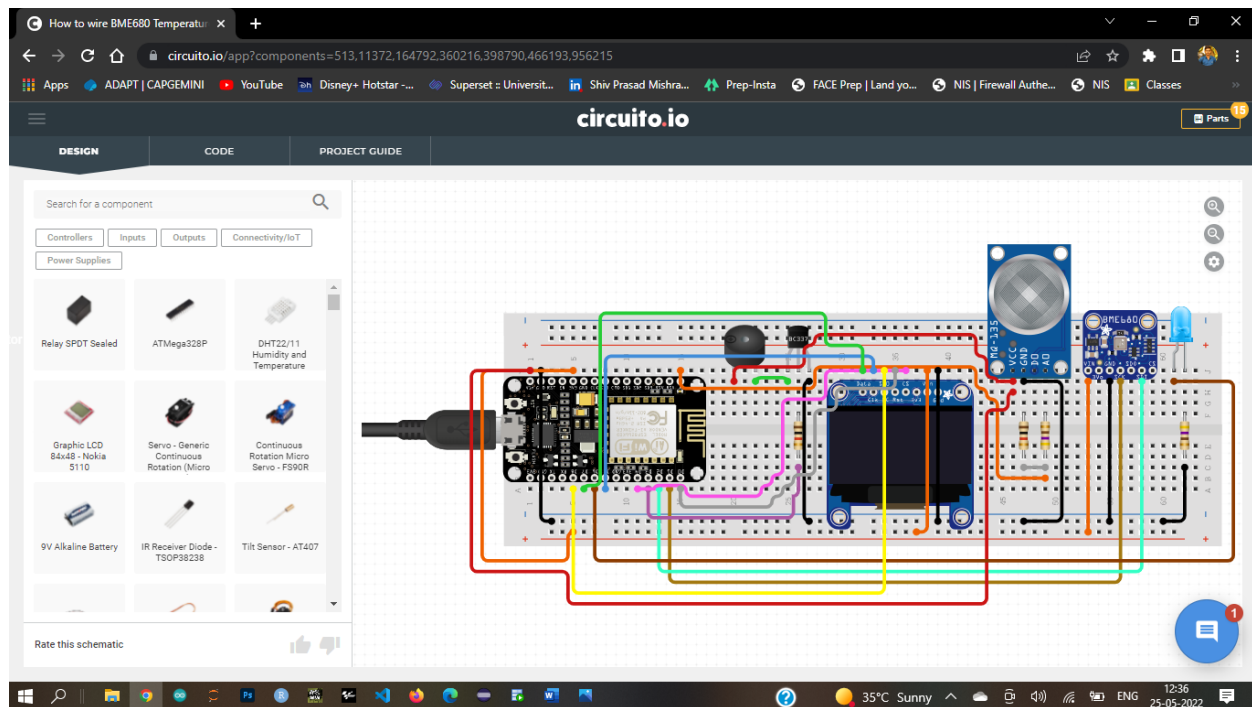 How to wire BME680 Temperatur
circuito.io/app?components=513,11372,164792,360216,398790,466193,956215
Apps
ADAPT | CAPGEMINI
YouTube
Disney+ Hotstar -...
Superset :: Universit...
Shiv Prasad Mishra...
Prep-Insta
FACE Prep | Land yo...
NIS | Firewall Authe...
NIS
Classes
circuito.io
Parts
15
DESIGN
CODE
PROJECT GUIDE
Search for a component
Controllers
Inputs
Outputs
Connectivity/IoT
Power Supplies
Relay SPDT Sealed
ATMega328P
DHT22/11
Humidity and
Temperature
Graphic LCD
84x48 - Nokia
5110
Servo - Generic
Continuous
Rotation (Micro
Continuous
Rotation Micro
Servo - FS90R
9V Alkaline Battery
IR Receiver Diode -
TSOP38238
Tilt Sensor - AT407
Rate this schematic
MQ-135
VCC
GND
DO
AO
BME680
1
35°C Sunny
ENG
12:36
25-05-2022